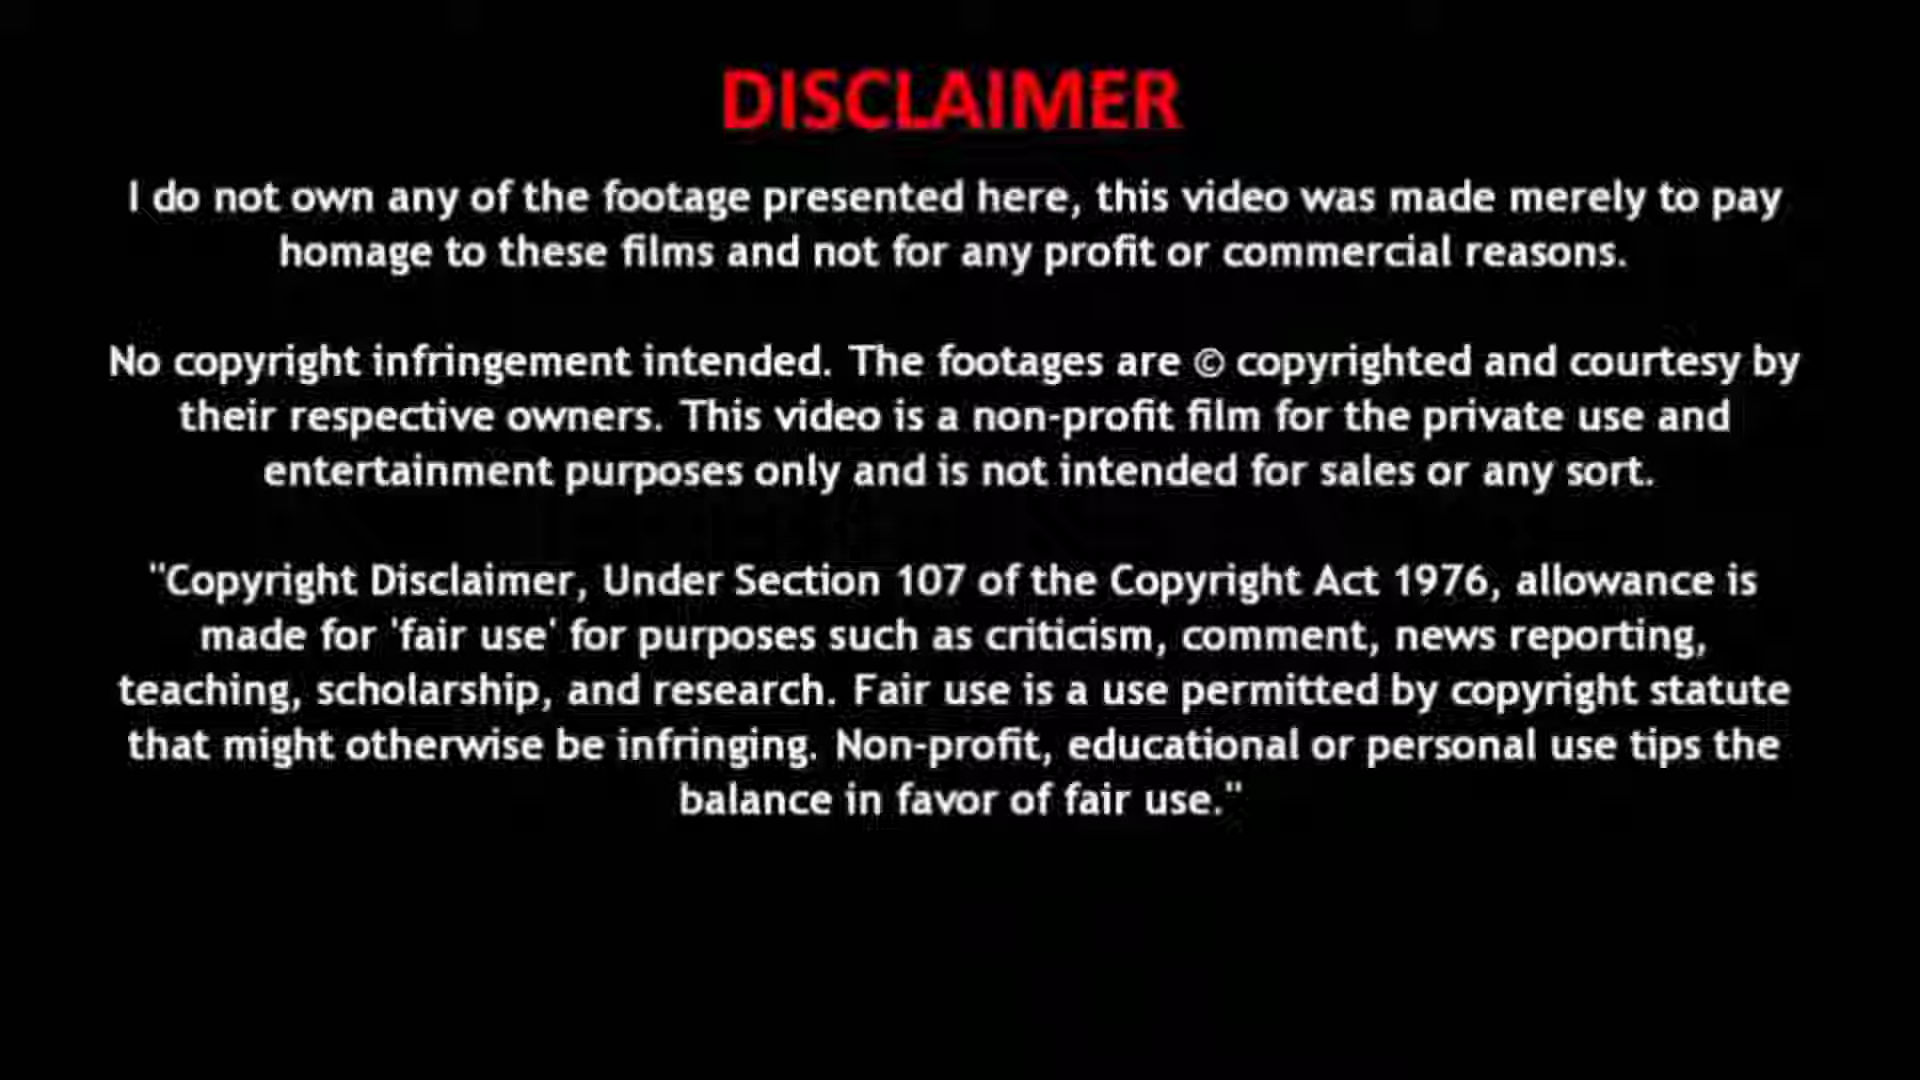 DISCLAIMER
I do not own any of the footage presented here, this video was made merely to pay
homage to these films and not for any profit or commercial reasons.
No copyright infringement intended. The footages are © copyrighted and courtesy by
their respective owners. This video is a non-profit film for the private use and
entertainment purposes only and is not intended for sales or any sort.
"Copyright Disclaimer, Under Section 107 of the Copyright Act 1976, allowance is
made for 'fair use' for purposes such as criticism, comment, news reporting,
teaching, scholarship, and research. Fair use is a use permitted by copyright statute
that might otherwise be infringing. Non-profit, educational or personal use tips the
balance in favor of fair use."